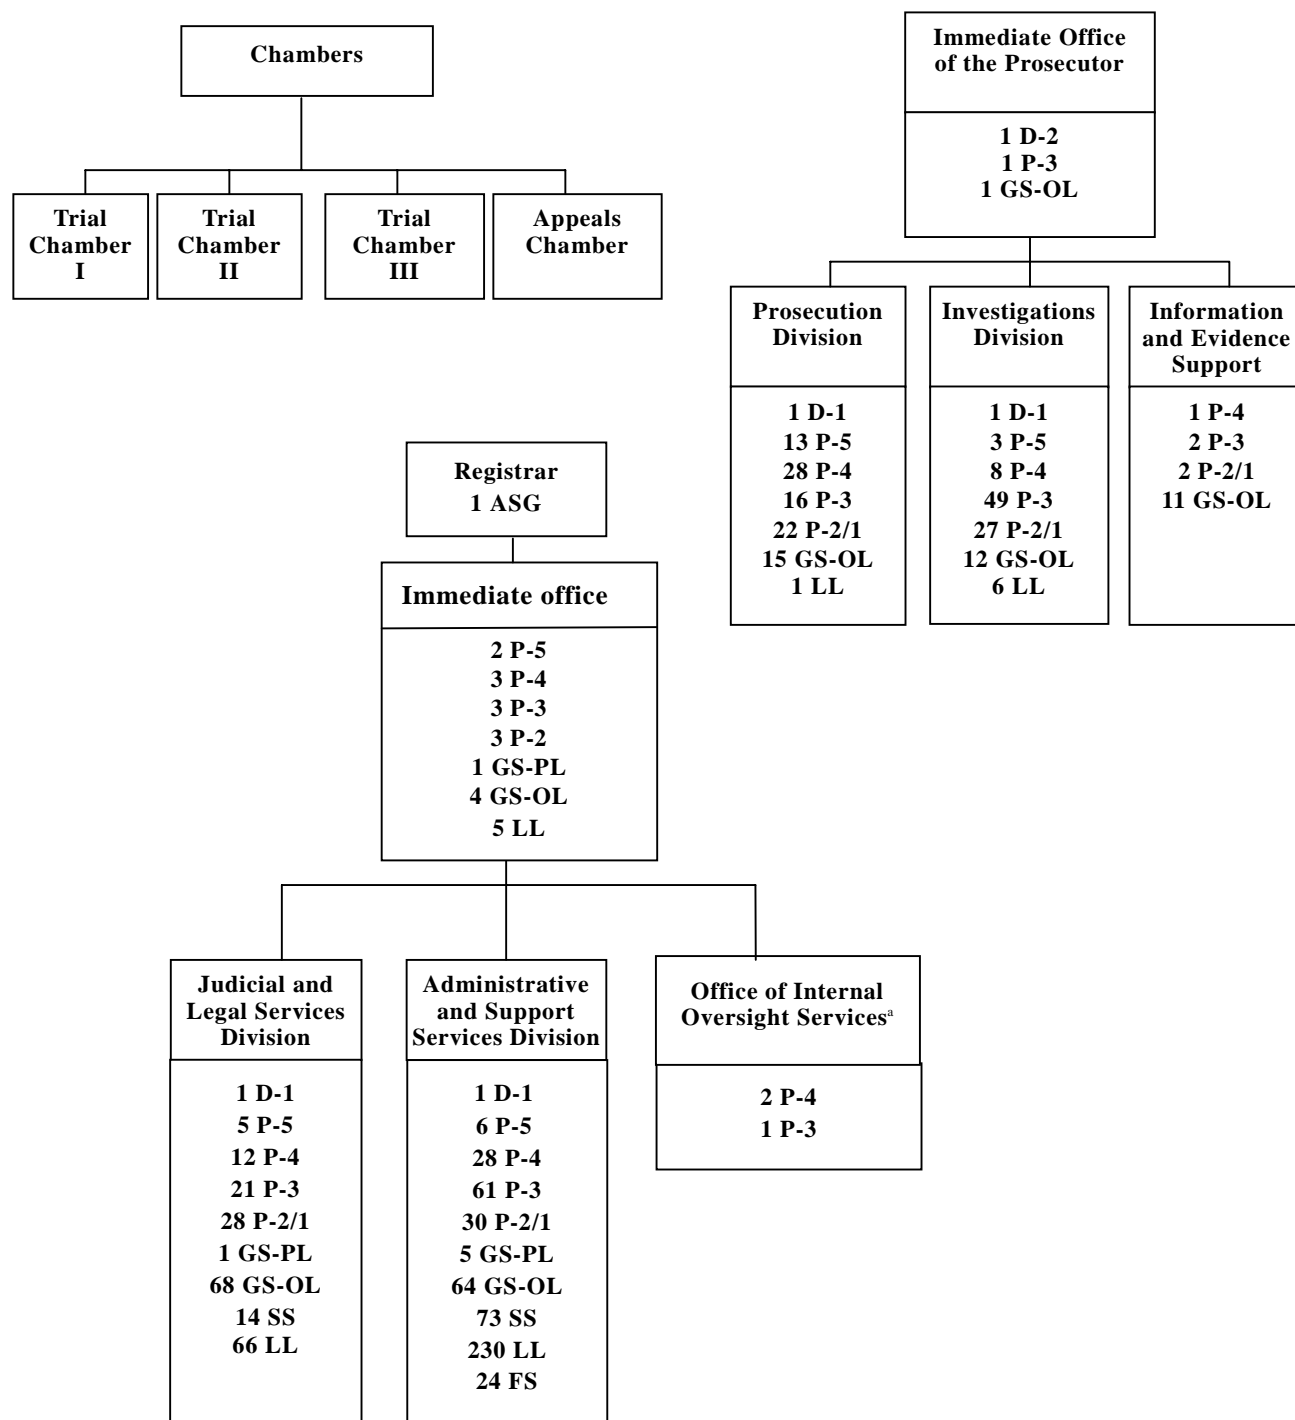 Chambers
Trial
Chamber
I
Trial
Chamber
II
Trial
Chamber
III
Appeals
Chamber
Immediate Office
of the Prosecutor
1 D-2
1 P-3
1 GS-OL
Prosecution
Division
1 D-1
13 P-5
28 P-4
16 P-3
22 P-2/1
15 GS-OL
1 LL
Investigations
Division
1 D-1
3 P-5
8 P-4
49 P-3
27 P-2/1
12 GS-OL
6 LL
Information
and Evidence
Support
1 P-4
2 P-3
2 P-2/1
11 GS-OL
Registrar
1 ASG
Immediate office
2 P-5
3 P-4
3 P-3
3 P-2
1 GS-PL
4 GS-OL
5 LL
Judicial and
Legal Services
Division
1 D-1
5 P-5
12 P-4
21 P-3
28 P-2/1
1 GS-PL
68 GS-OL
14 SS
66 LL
Administrative
and Support
Services Division
1 D-1
6 P-5
28 P-4
61 P-3
30 P-2/1
5 GS-PL
64 GS-OL
73 SS
230 LL
24 FS
Office of Internal
Oversight Servicesᵃ
2 P-4
1 P-3